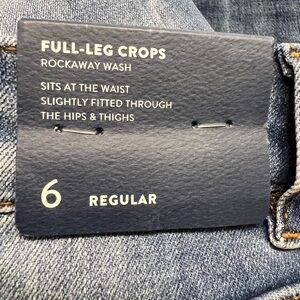 FULL-LEG CROPS
ROCKAWAY WASH
SITS AT THE WAIST
SLIGHTLY FITTED THROUGH
THE HIPS & THIGHS
6 REGULAR